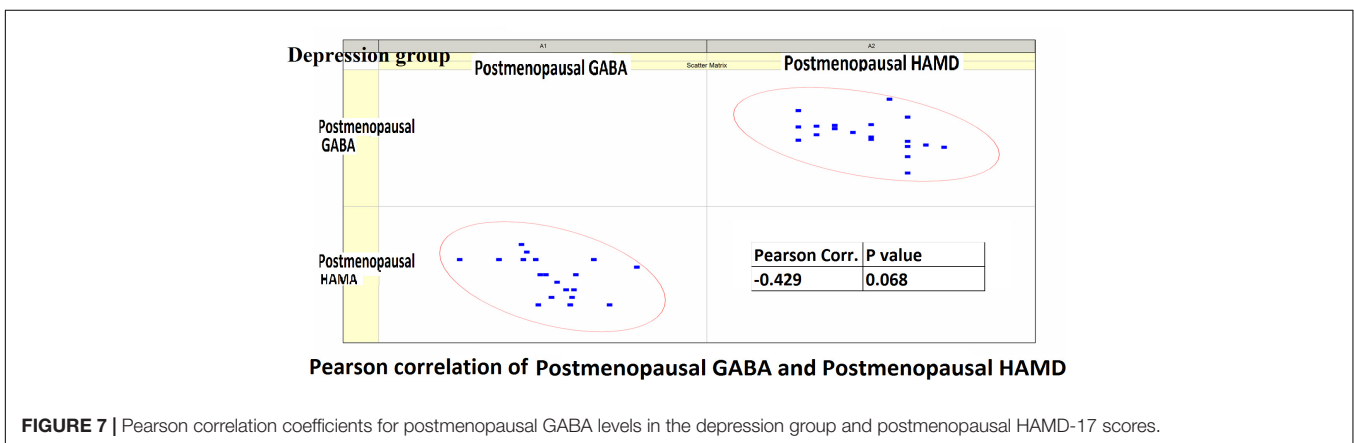 A1 A2
Depression group
Scatter Matrix
Postmenopausal GABA Postmenopausal HAMD
Postmenopausal
GABA
Postmenopausal
HAMA
Pearson Corr. P value
-0.429 0.068
Pearson correlation of Postmenopausal GABA and Postmenopausal HAMD
FIGURE 7 | Pearson correlation coefficients for postmenopausal GABA levels in the depression group and postmenopausal HAMD-17 scores.